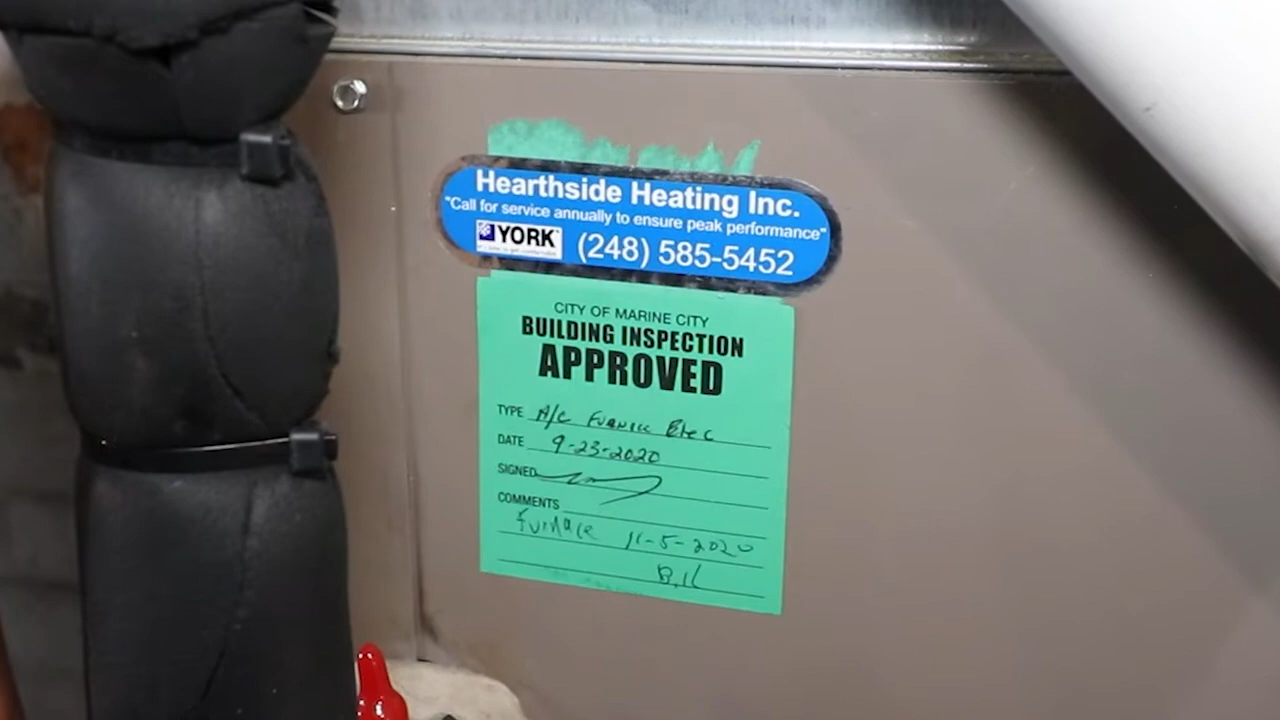 Hearthside Heating Inc.
"Call for service annually to ensure peak performance"
YORK
(248) 585-5452
CITY OF MARINE CITY
BUILDING INSPECTION
APPROVED
TYPE A/C Furnace Elec
DATE 9-23-2020
SIGNED
COMMENTS
Furnace 11-5-2020
Bill